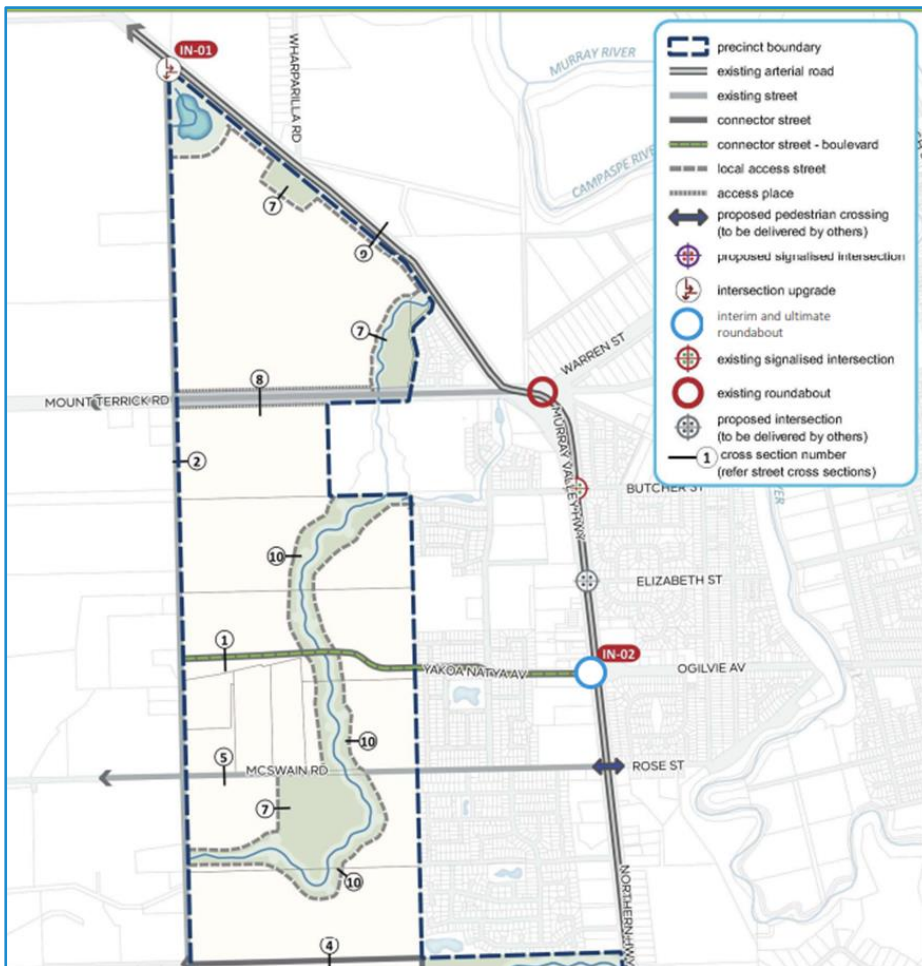 IN-01
WHARPARILLA RD
MURRAY RIVER
CAMPASPE RIVER
7
9
7
WARREN ST
8
MOUNT TERRICK RD
MURRAY VALLEY HWY
2
BUTCHER ST
10
ELIZABETH ST
1
IN-02
YAKOA NATYA AV
OGILVIE AV
10
5
MCSWAIN RD
ROSE ST
7
10
NORTHERN HWY
4
precinct boundary
existing arterial road
existing street
connector street
connector street - boulevard
local access street
access place
proposed pedestrian crossing
(to be delivered by others)
proposed signalised intersection
intersection upgrade
interim and ultimate
roundabout
existing signalised intersection
existing roundabout
proposed intersection
(to be delivered by others)
1 cross section number
(refer street cross sections)